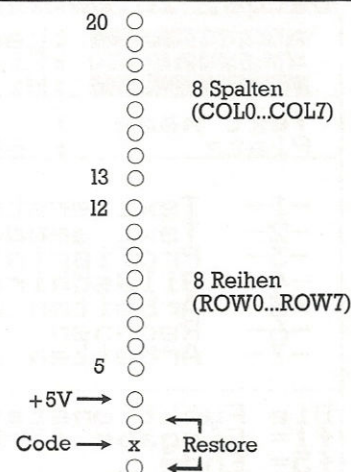 20
8 Spalten
(COL0...COL7)
13
12
8 Reihen
(ROW0...ROW7)
5
+5V
Code x Restore